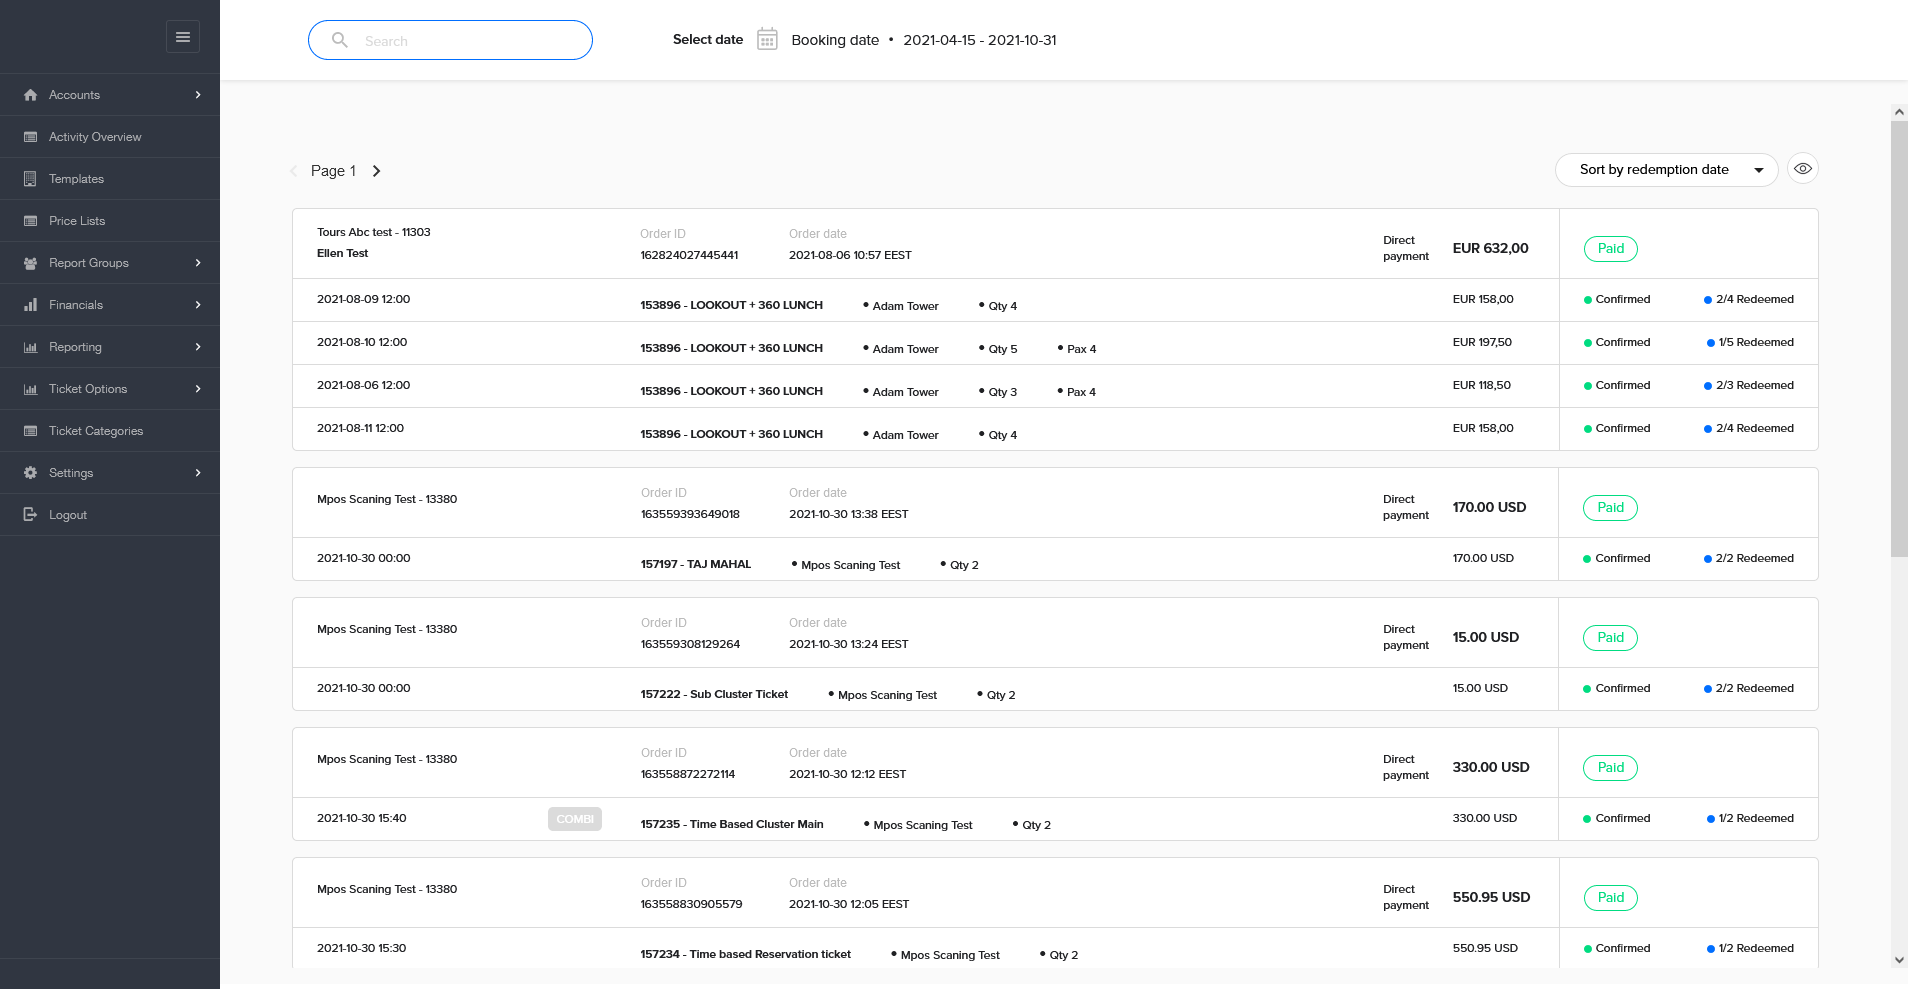 Search
Select date Booking date • 2021-04-15 - 2021-10-31
Accounts
Activity Overview
Templates
Price Lists
Report Groups
Financials
Reporting
Ticket Options
Ticket Categories
Settings
Logout
Page 1
Sort by redemption date
Tours Abc test - 11303 Order ID Order date Direct payment EUR 632,00 Paid
Ellen Test 162824027445441 2021-08-06 10:57 EEST
2021-08-09 12:00 153896 - LOOKOUT + 360 LUNCH • Adam Tower • Qty 4 EUR 158,00 Confirmed 2/4 Redeemed
2021-08-10 12:00 153896 - LOOKOUT + 360 LUNCH • Adam Tower • Qty 5 • Pax 4 EUR 197,50 Confirmed 1/5 Redeemed
2021-08-06 12:00 153896 - LOOKOUT + 360 LUNCH • Adam Tower • Qty 3 • Pax 4 EUR 118,50 Confirmed 2/3 Redeemed
2021-08-11 12:00 153896 - LOOKOUT + 360 LUNCH • Adam Tower • Qty 4 EUR 158,00 Confirmed 2/4 Redeemed
Mpos Scaning Test - 13380 Order ID Order date Direct payment 170.00 USD Paid
163559393649018 2021-10-30 13:38 EEST
2021-10-30 00:00 157197 - TAJ MAHAL • Mpos Scaning Test • Qty 2 170.00 USD Confirmed 2/2 Redeemed
Mpos Scaning Test - 13380 Order ID Order date Direct payment 15.00 USD Paid
163559308129264 2021-10-30 13:24 EEST
2021-10-30 00:00 157222 - Sub Cluster Ticket • Mpos Scaning Test • Qty 2 15.00 USD Confirmed 2/2 Redeemed
Mpos Scaning Test - 13380 Order ID Order date Direct payment 330.00 USD Paid
163558872272114 2021-10-30 12:12 EEST
2021-10-30 15:40 COMBI 157235 - Time Based Cluster Main • Mpos Scaning Test • Qty 2 330.00 USD Confirmed 1/2 Redeemed
Mpos Scaning Test - 13380 Order ID Order date Direct payment 550.95 USD Paid
163558830905579 2021-10-30 12:05 EEST
2021-10-30 15:30 157234 - Time based Reservation ticket • Mpos Scaning Test • Qty 2 550.95 USD Confirmed 1/2 Redeemed